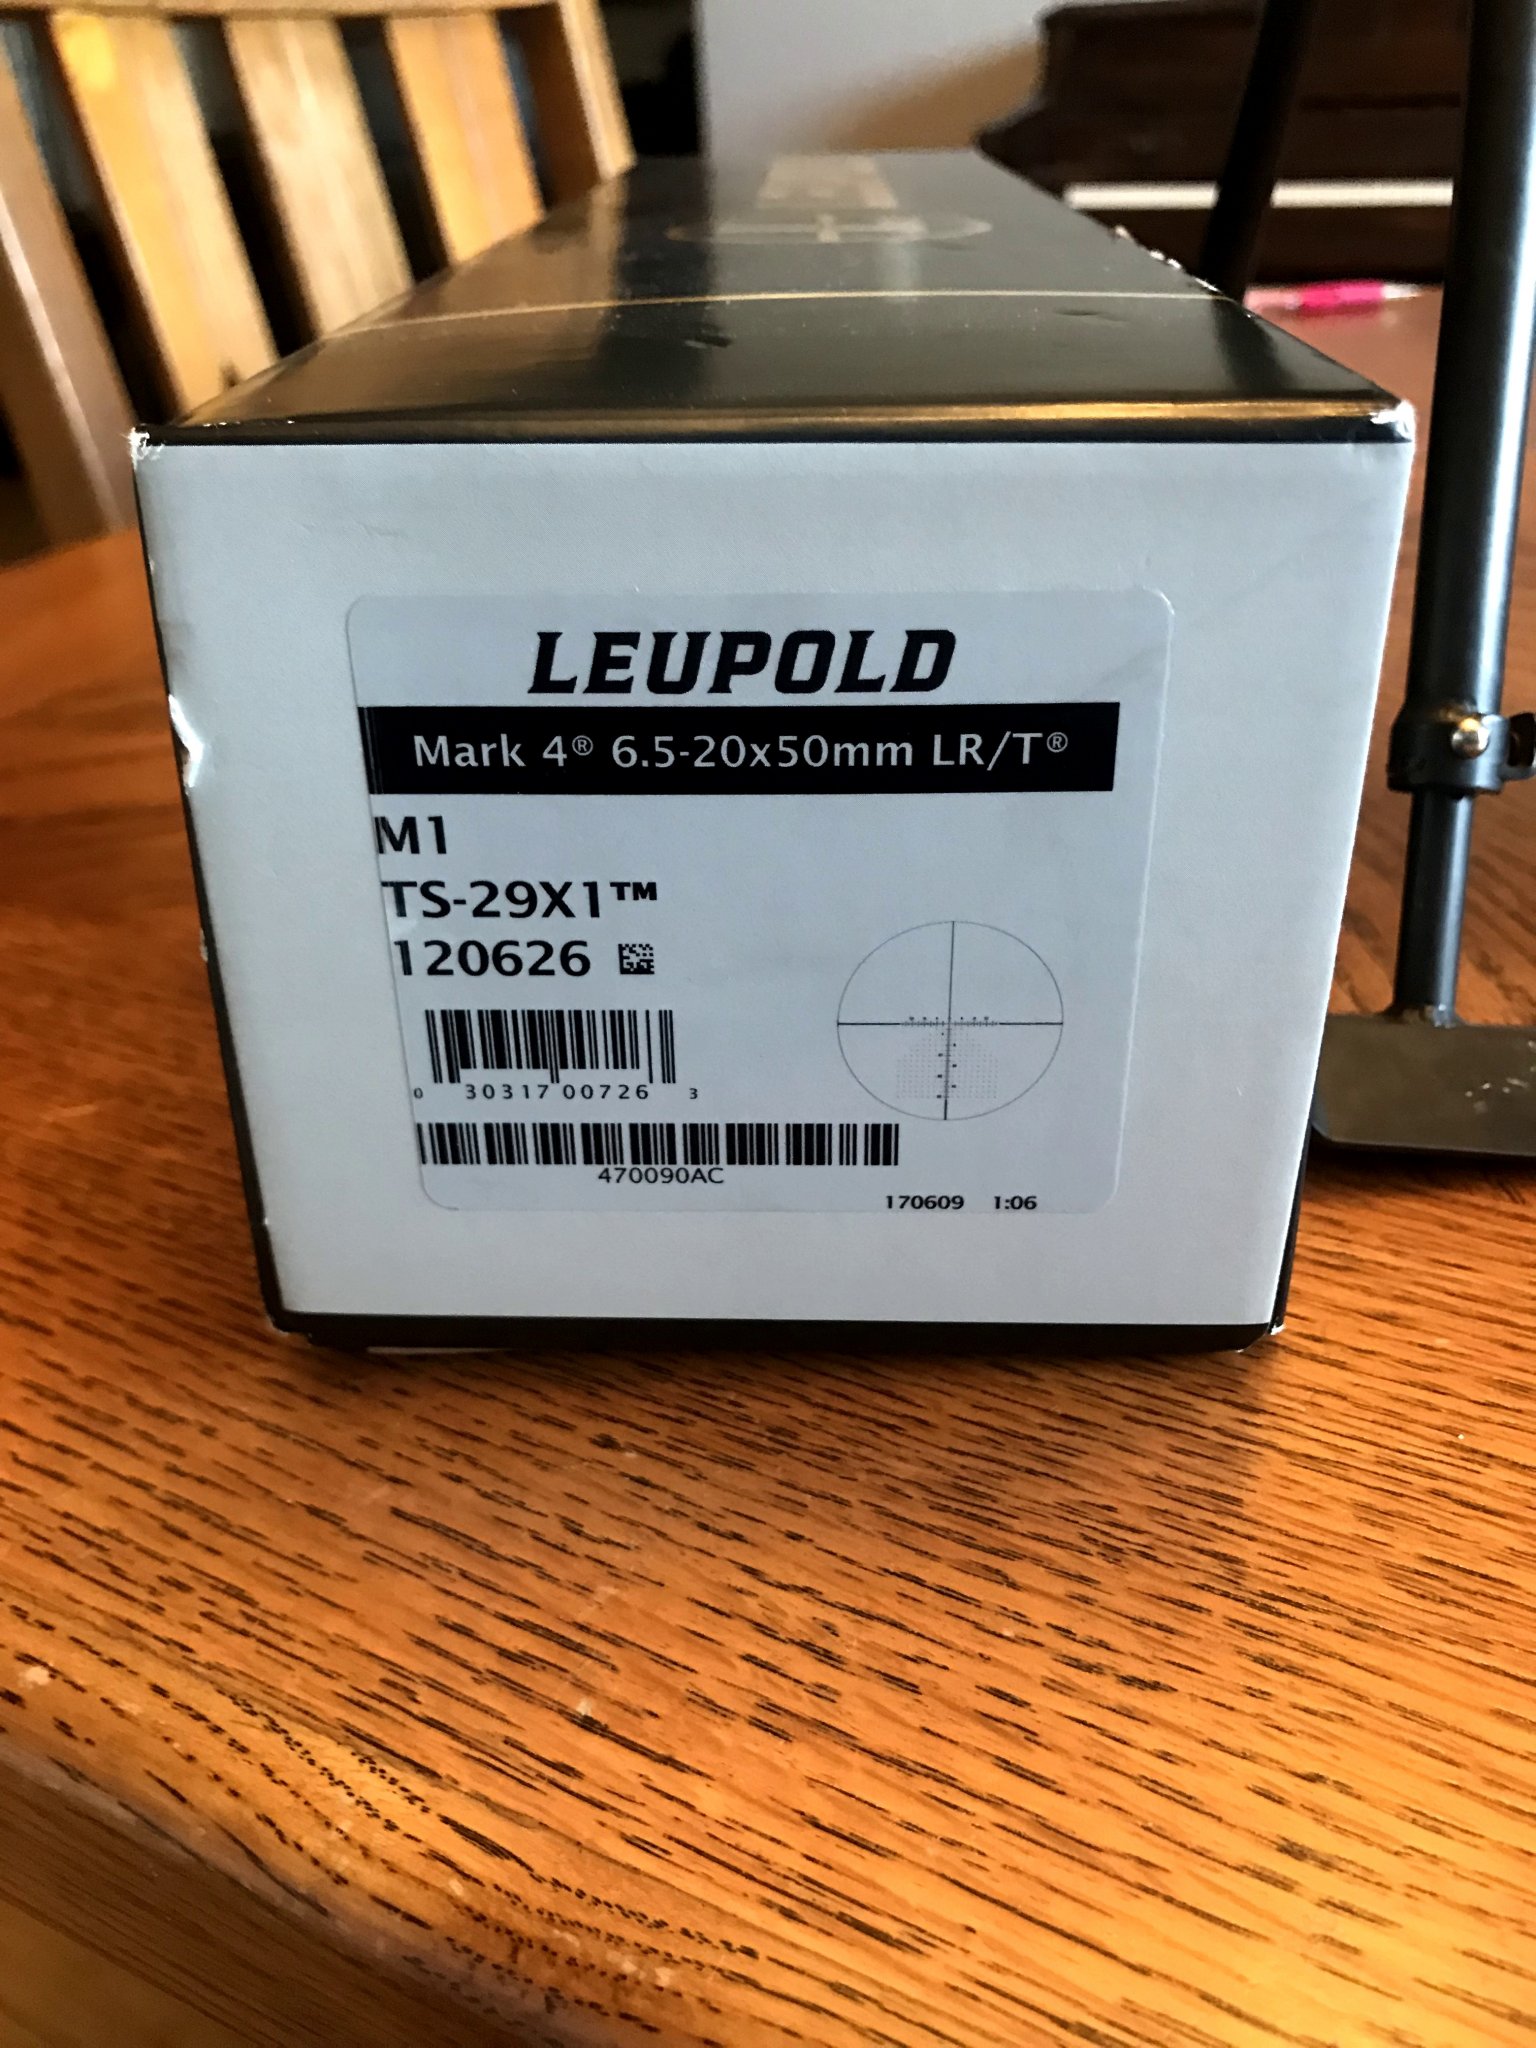 LEUPOLD
Mark 4® 6.5-20x50mm LR/T®
M1
TS-29X1™
120626
0 30317 00726 3
470090AC
170609 1:06